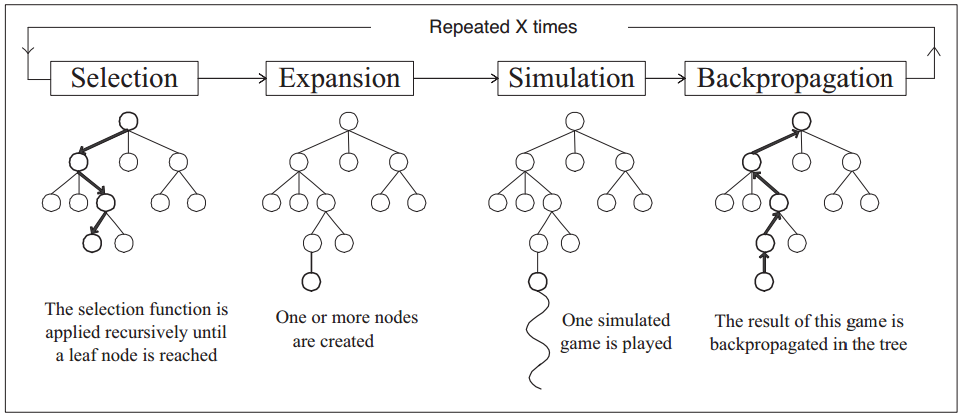 Repeated X times
Selection
Expansion
Simulation
Backpropagation
The selection function is
applied recursively until
a leaf node is reached
One or more nodes
are created
One simulated
game is played
The result of this game is
backpropagated in the tree